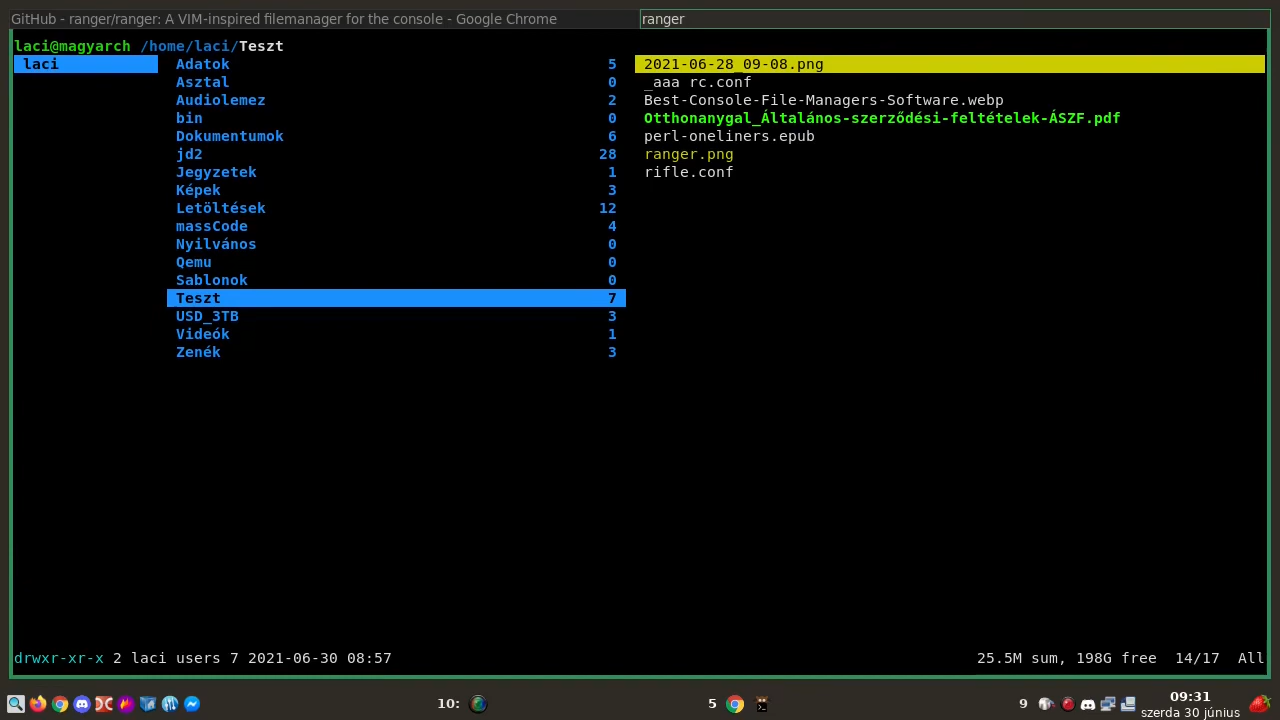 GitHub - ranger/ranger: A VIM-inspired filemanager for the console - Google Chrome ranger
laci@magyarch /home/laci/Teszt
laci Adatok 5 2021-06-28_09-08.png
Asztal 0 _aaa rc.conf
Audiolemez 2 Best-Console-File-Managers-Software.webp
bin 0 Otthonanygal_Általános-szerződési-feltételek-ÁSZF.pdf
Dokumentumok 6 perl-oneliners.epub
jd2 28 ranger.png
Jegyzetek 1 rifle.conf
Képek 3
Letöltések 12
massCode 4
Nyilvános 0
Qemu 0
Sablonok 0
Teszt 7
USD_3TB 3
Videók 1
Zenék 3
drwxr-xr-x 2 laci users 7 2021-06-30 08:57 25.5M sum, 198G free 14/17 All
10: 5 9 09:31
szerda 30 június